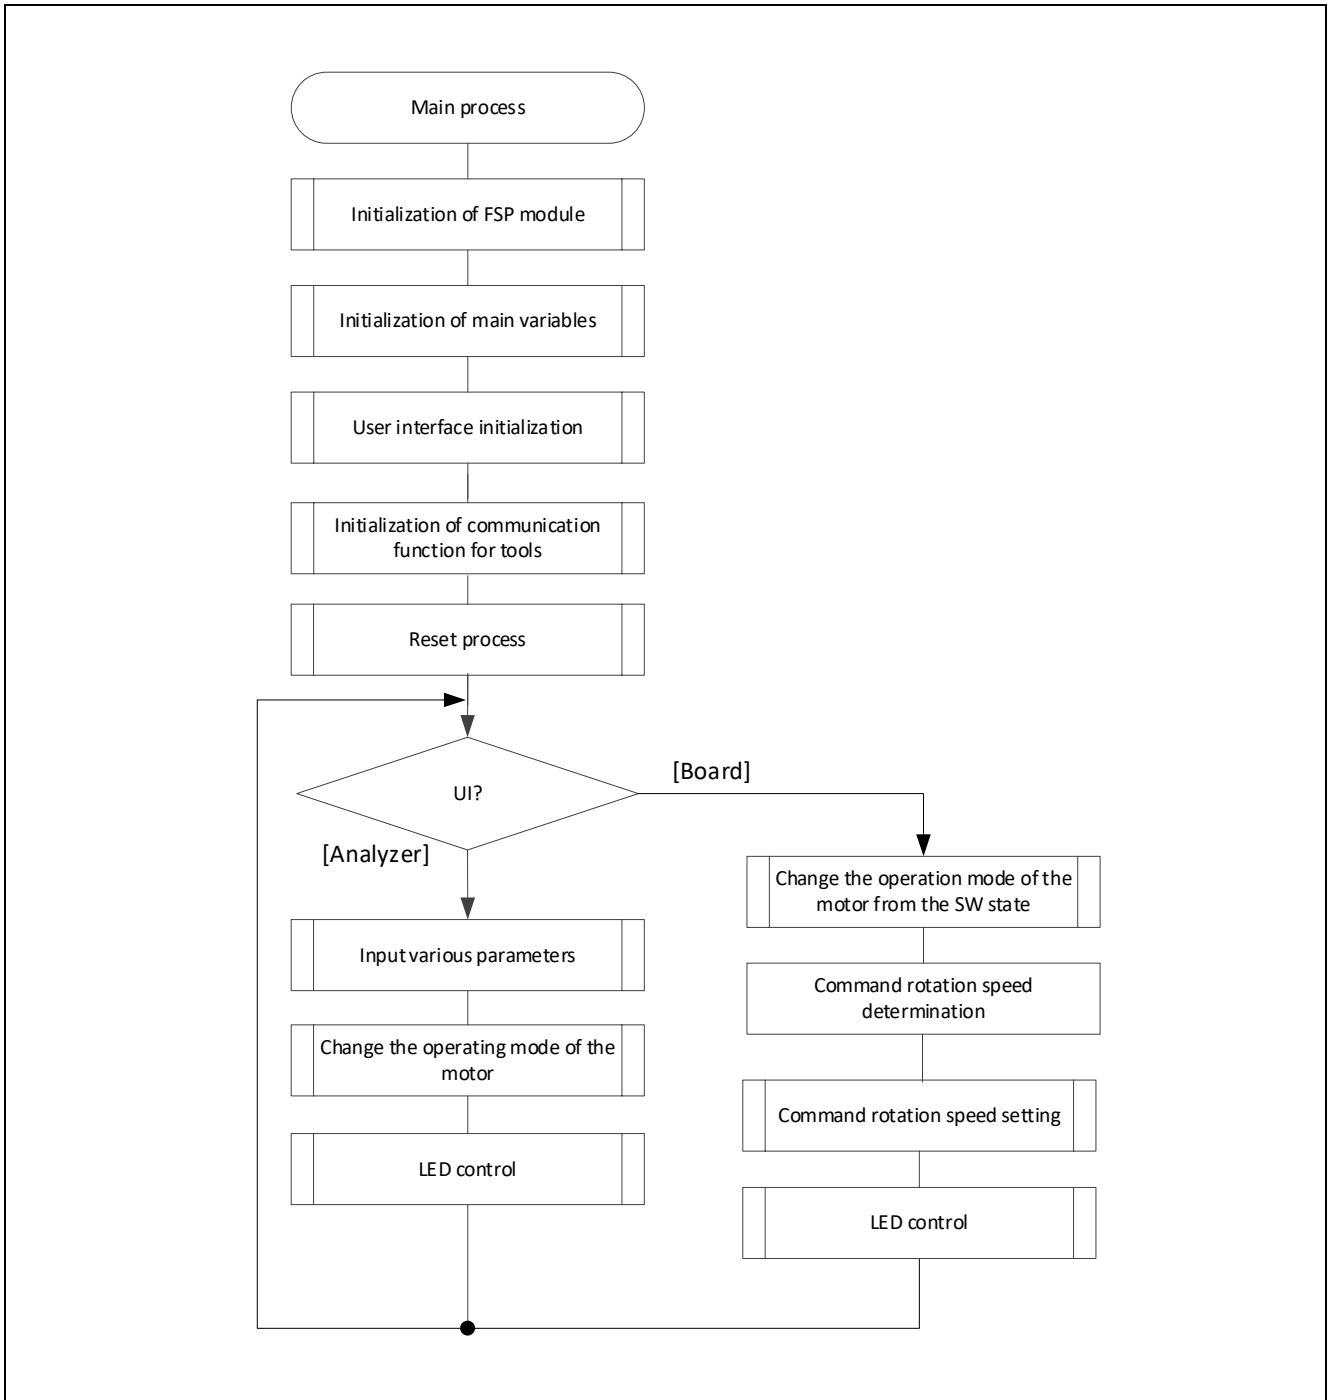 Main process
Initialization of FSP module
Initialization of main variables
User interface initialization
Initialization of communication
function for tools
Reset process
UI?
[Board]
[Analyzer]
Change the operation mode of the
motor from the SW state
Command rotation speed
determination
Command rotation speed setting
LED control
Input various parameters
Change the operating mode of the
motor
LED control